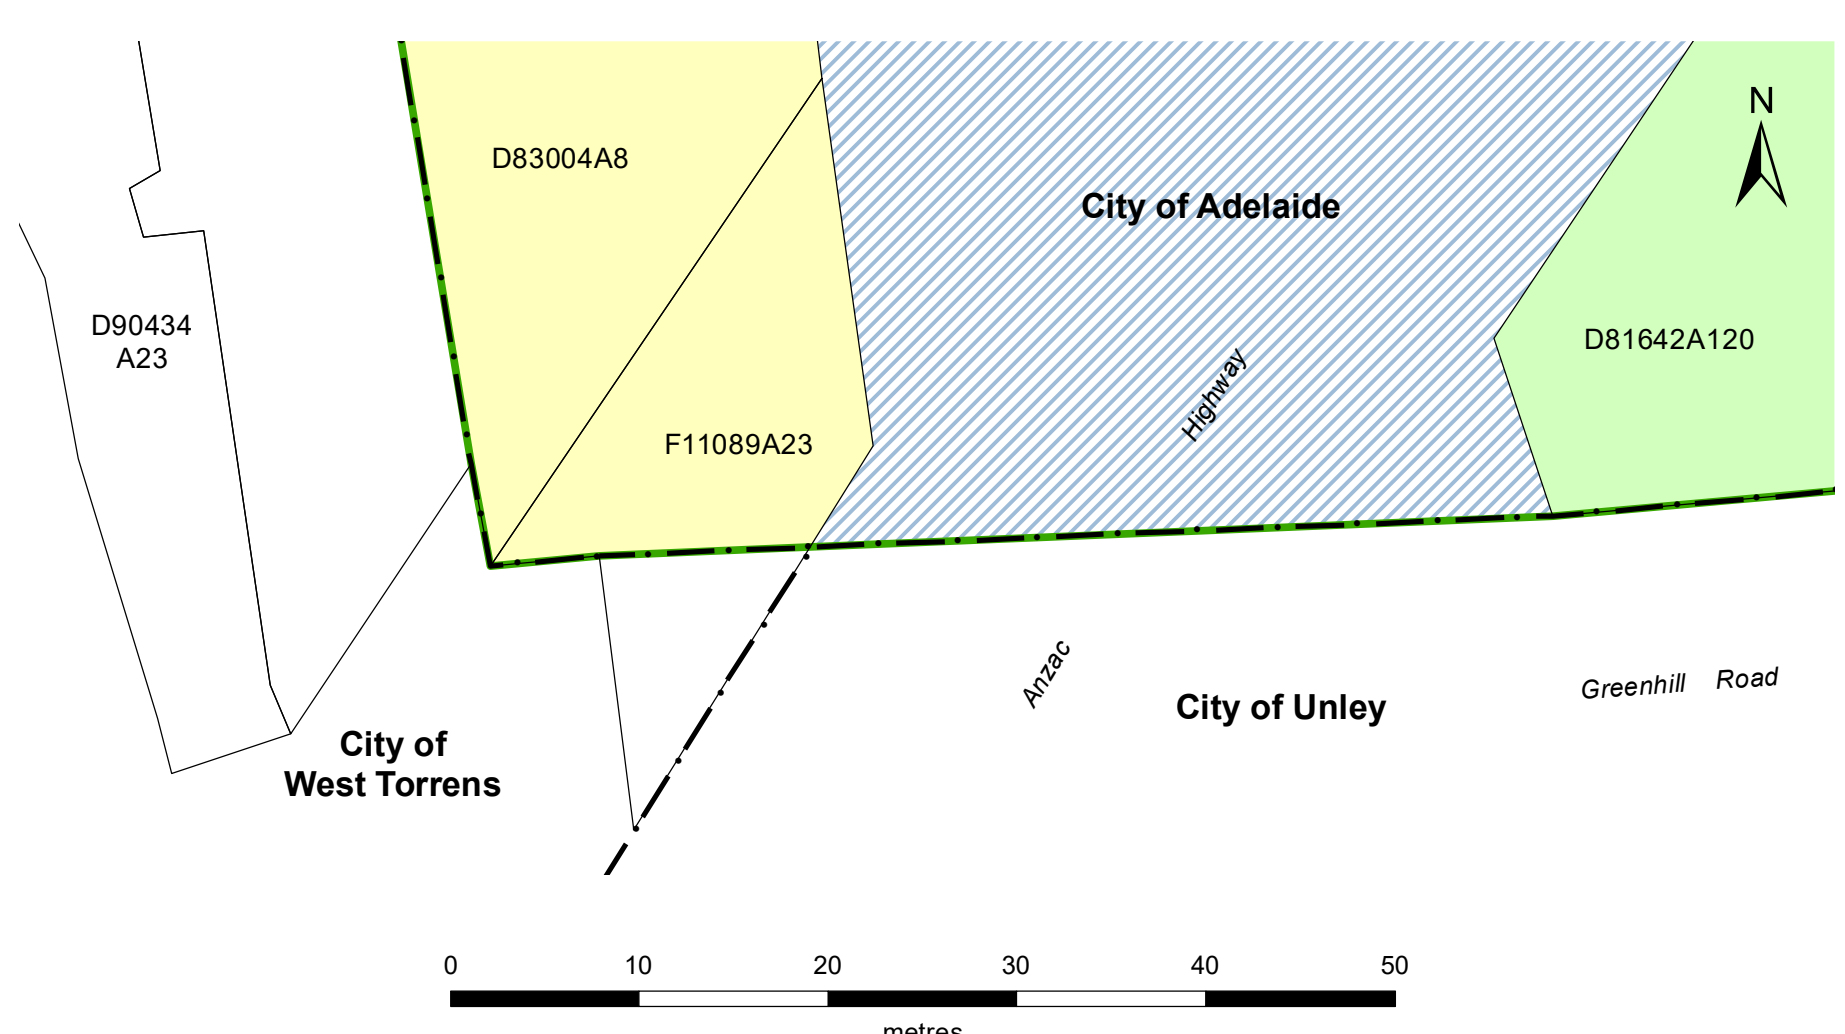 N
D83004A8
City of Adelaide
D90434
A23
D81642A120
Highway
F11089A23
Anzac
Greenhill Road
City of Unley
City of
West Torrens
0 10 20 30 40 50
metres